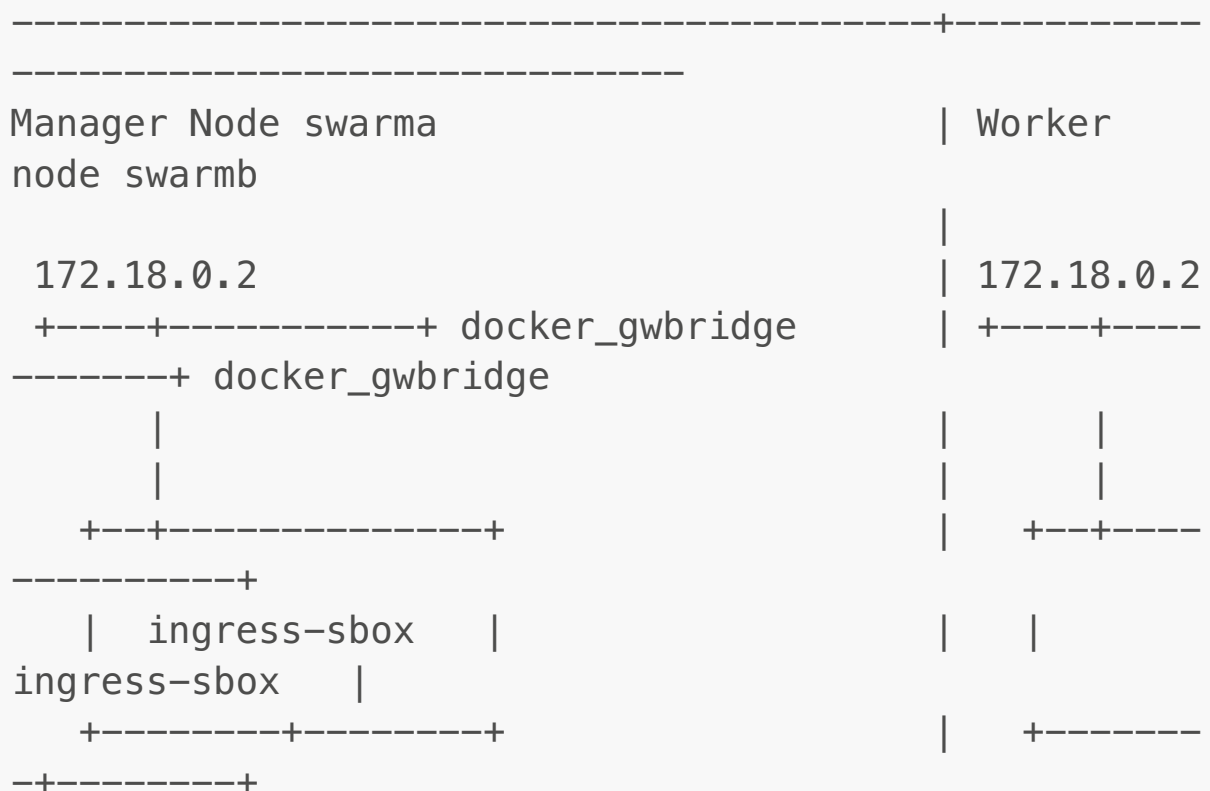 -----------------------------------------+-----------
------------------------------
Manager Node swarma                      | Worker
node swarmb
                                         |
 172.18.0.2                              | 172.18.0.2
 +----+-----------+ docker_gwbridge      | +----+----
-------+ docker_gwbridge
      |                                  |      |
      |                                  |      |
   +--+--------------+                   |   +--+----
----------+
   |  ingress-sbox   |                   |   |
ingress-sbox   |
   +--------+--------+                   |   +-------
-+--------+